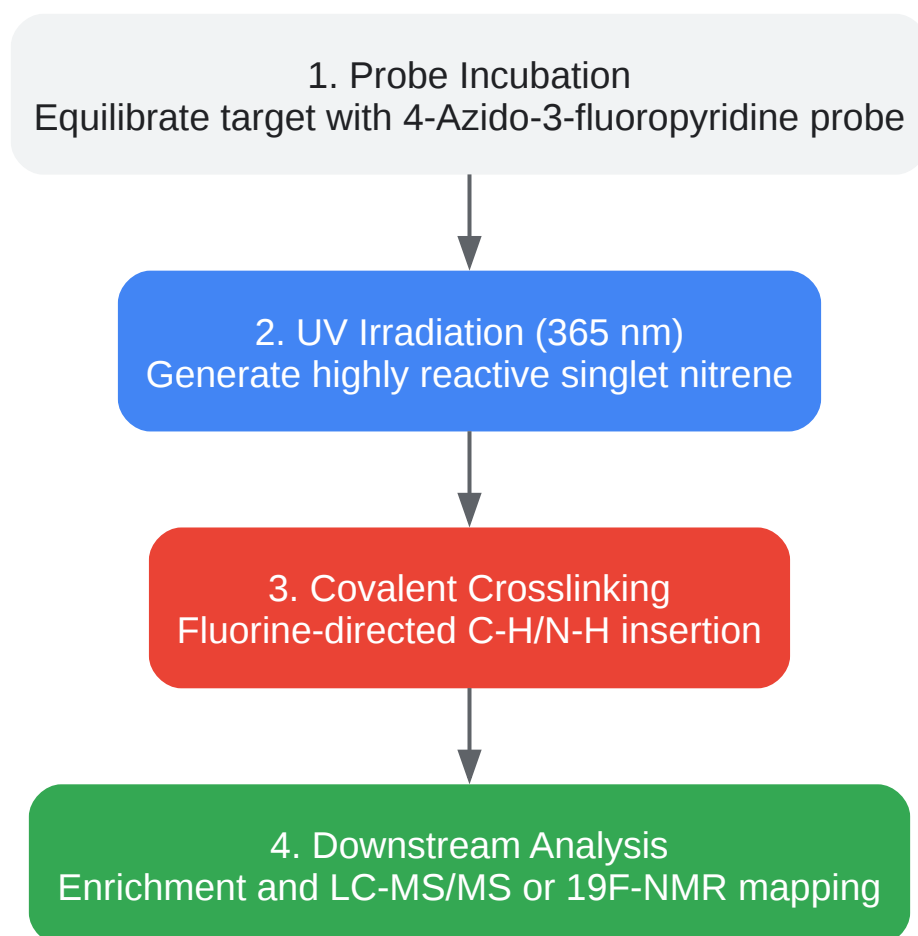 1. Probe Incubation
Equilibrate target with 4-Azido-3-fluoropyridine probe
2. UV Irradiation (365 nm)
Generate highly reactive singlet nitrene
3. Covalent Crosslinking
Fluorine-directed C-H/N-H insertion
4. Downstream Analysis
Enrichment and LC-MS/MS or 19F-NMR mapping